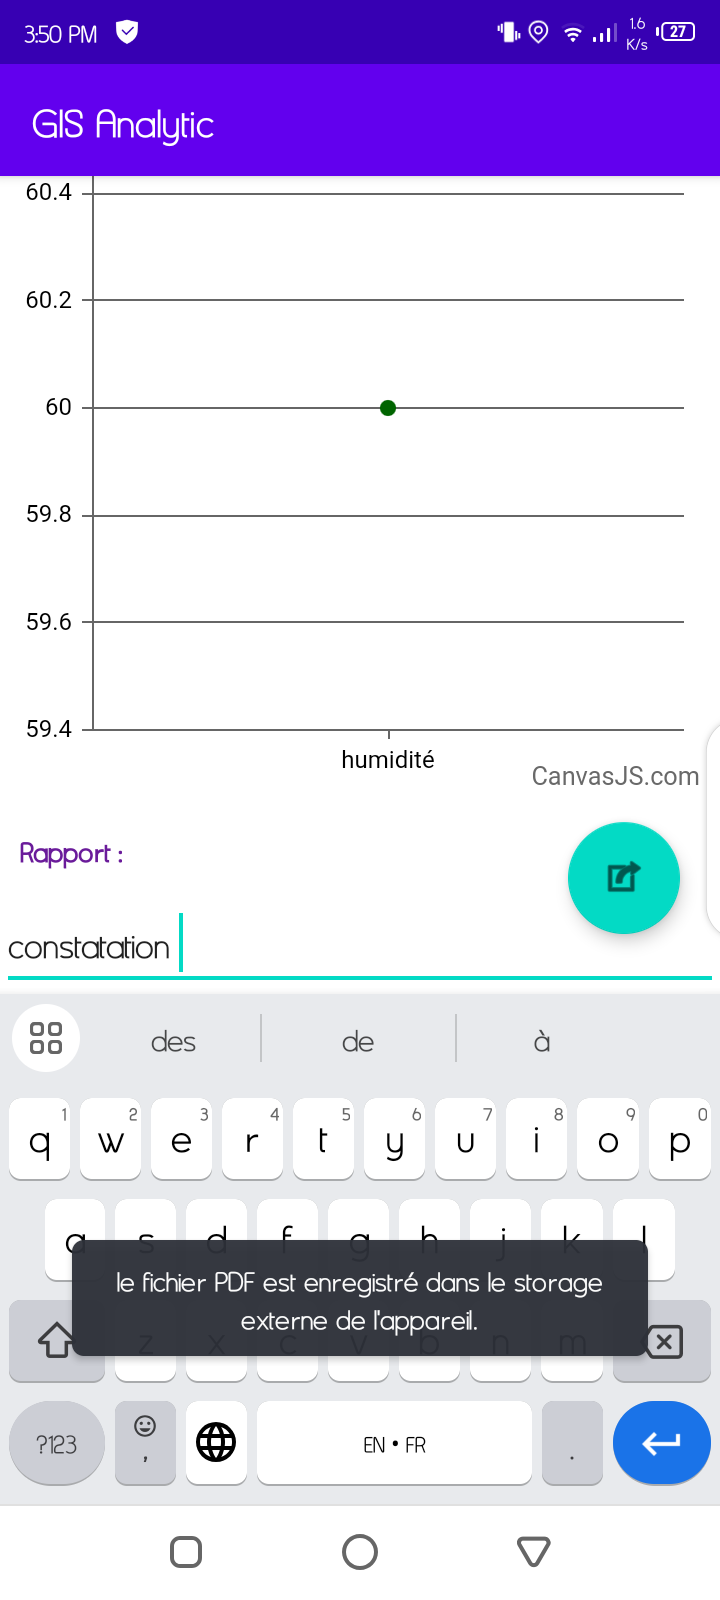 3:50 PM
1.6
K/s
27
GIS Analytic
60.4
60.2
60
59.8
59.6
59.4
humidité
CanvasJS.com
Rapport :
constatation
des de à
1 2 3 4 5 6 7 8 9 0
q w e r t y u i o p
a s d f g h j k l
le fichier PDF est enregistré dans le storage
externe de l'appareil.
z x c v b n m
?123 , EN • FR .